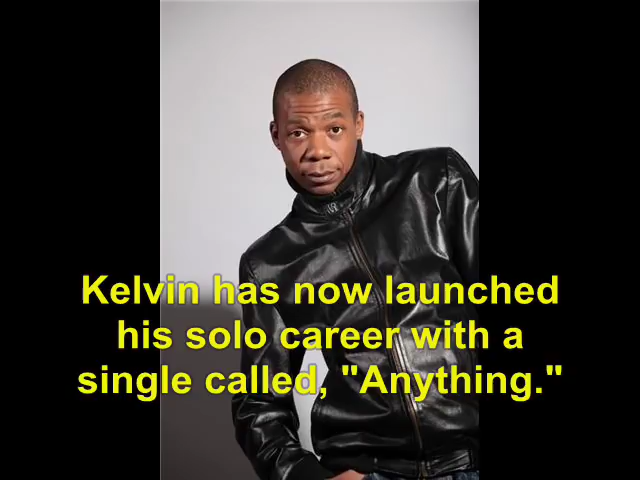 Kelvin has now launched
his solo career with a
single called, "Anything."